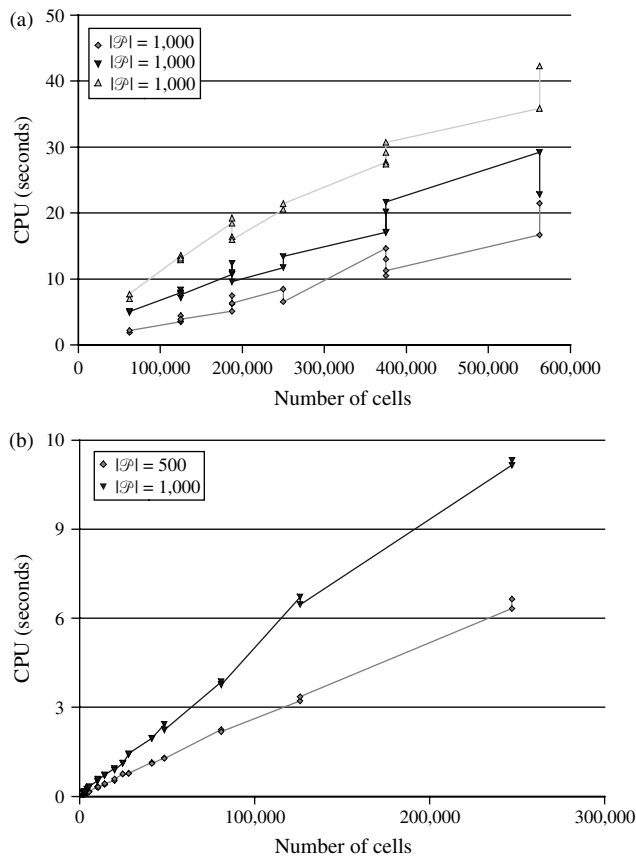 (a)
50
40
30
20
10
0
CPU (seconds)
|𝒫| = 1,000
|𝒫| = 1,000
|𝒫| = 1,000
0 100,000 200,000 300,000 400,000 500,000 600,000
Number of cells
(b)
10
9
6
3
0
CPU (seconds)
|𝒫| = 500
|𝒫| = 1,000
0 100,000 200,000 300,000
Number of cells